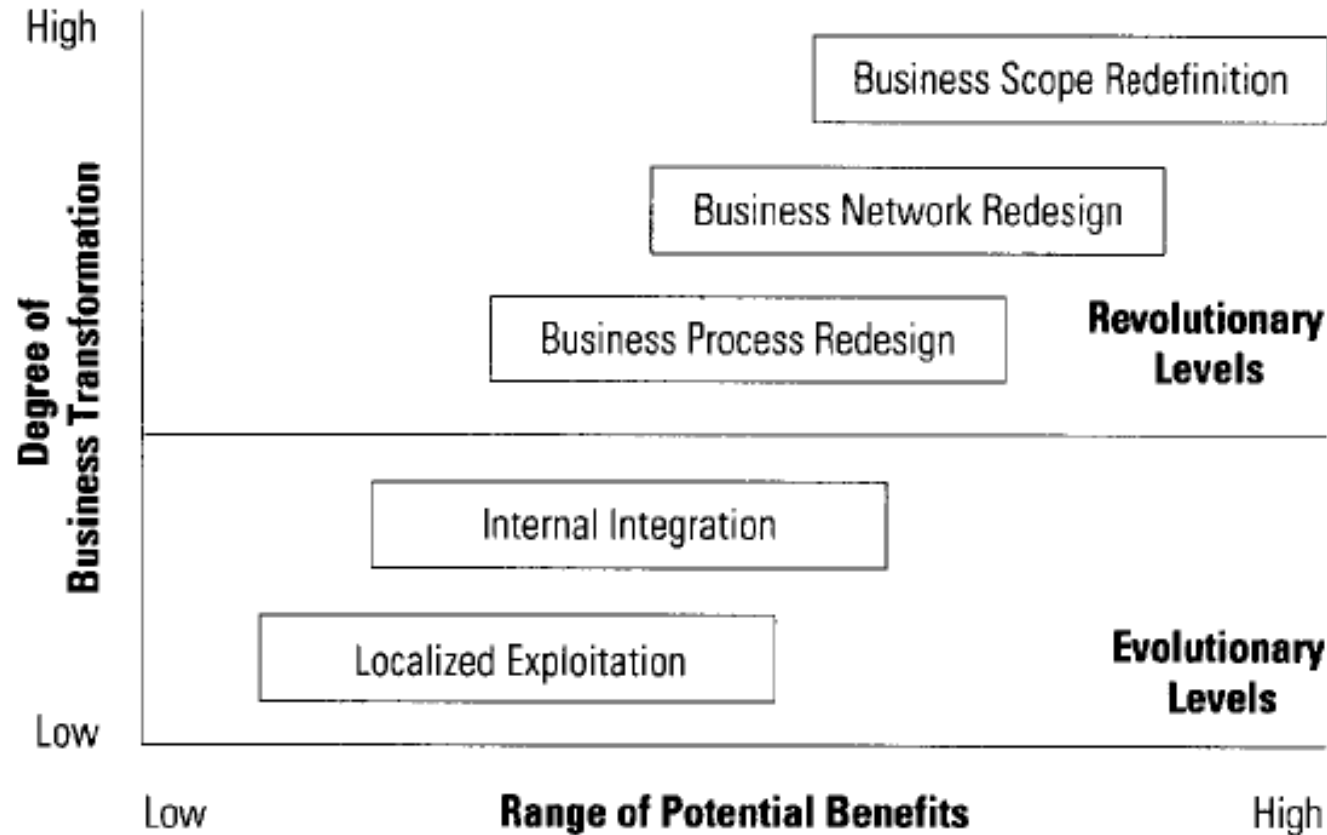 High
Business Scope Redefinition
Business Network Redesign
Business Process Redesign
Revolutionary
Levels
Degree of
Business Transformation
Internal Integration
Localized Exploitation
Evolutionary
Levels
Low
Low
Range of Potential Benefits
High